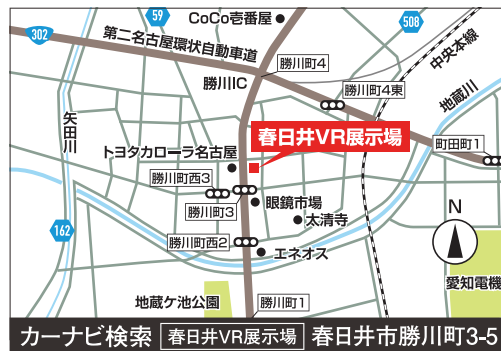 CoCo壱番屋
59
508
302
第二名古屋環状自動車道
中央本線
勝川町4
勝川IC
地蔵川
勝川町4東
矢田川
春日井VR展示場
町田町1
トヨタカローラ名古屋
勝川町西3
眼鏡市場
勝川町3
太清寺
N
162
勝川町西2
エネオス
愛知電機
地蔵ケ池公園
勝川町1
カーナビ検索 春日井VR展示場 春日井市勝川町3-5